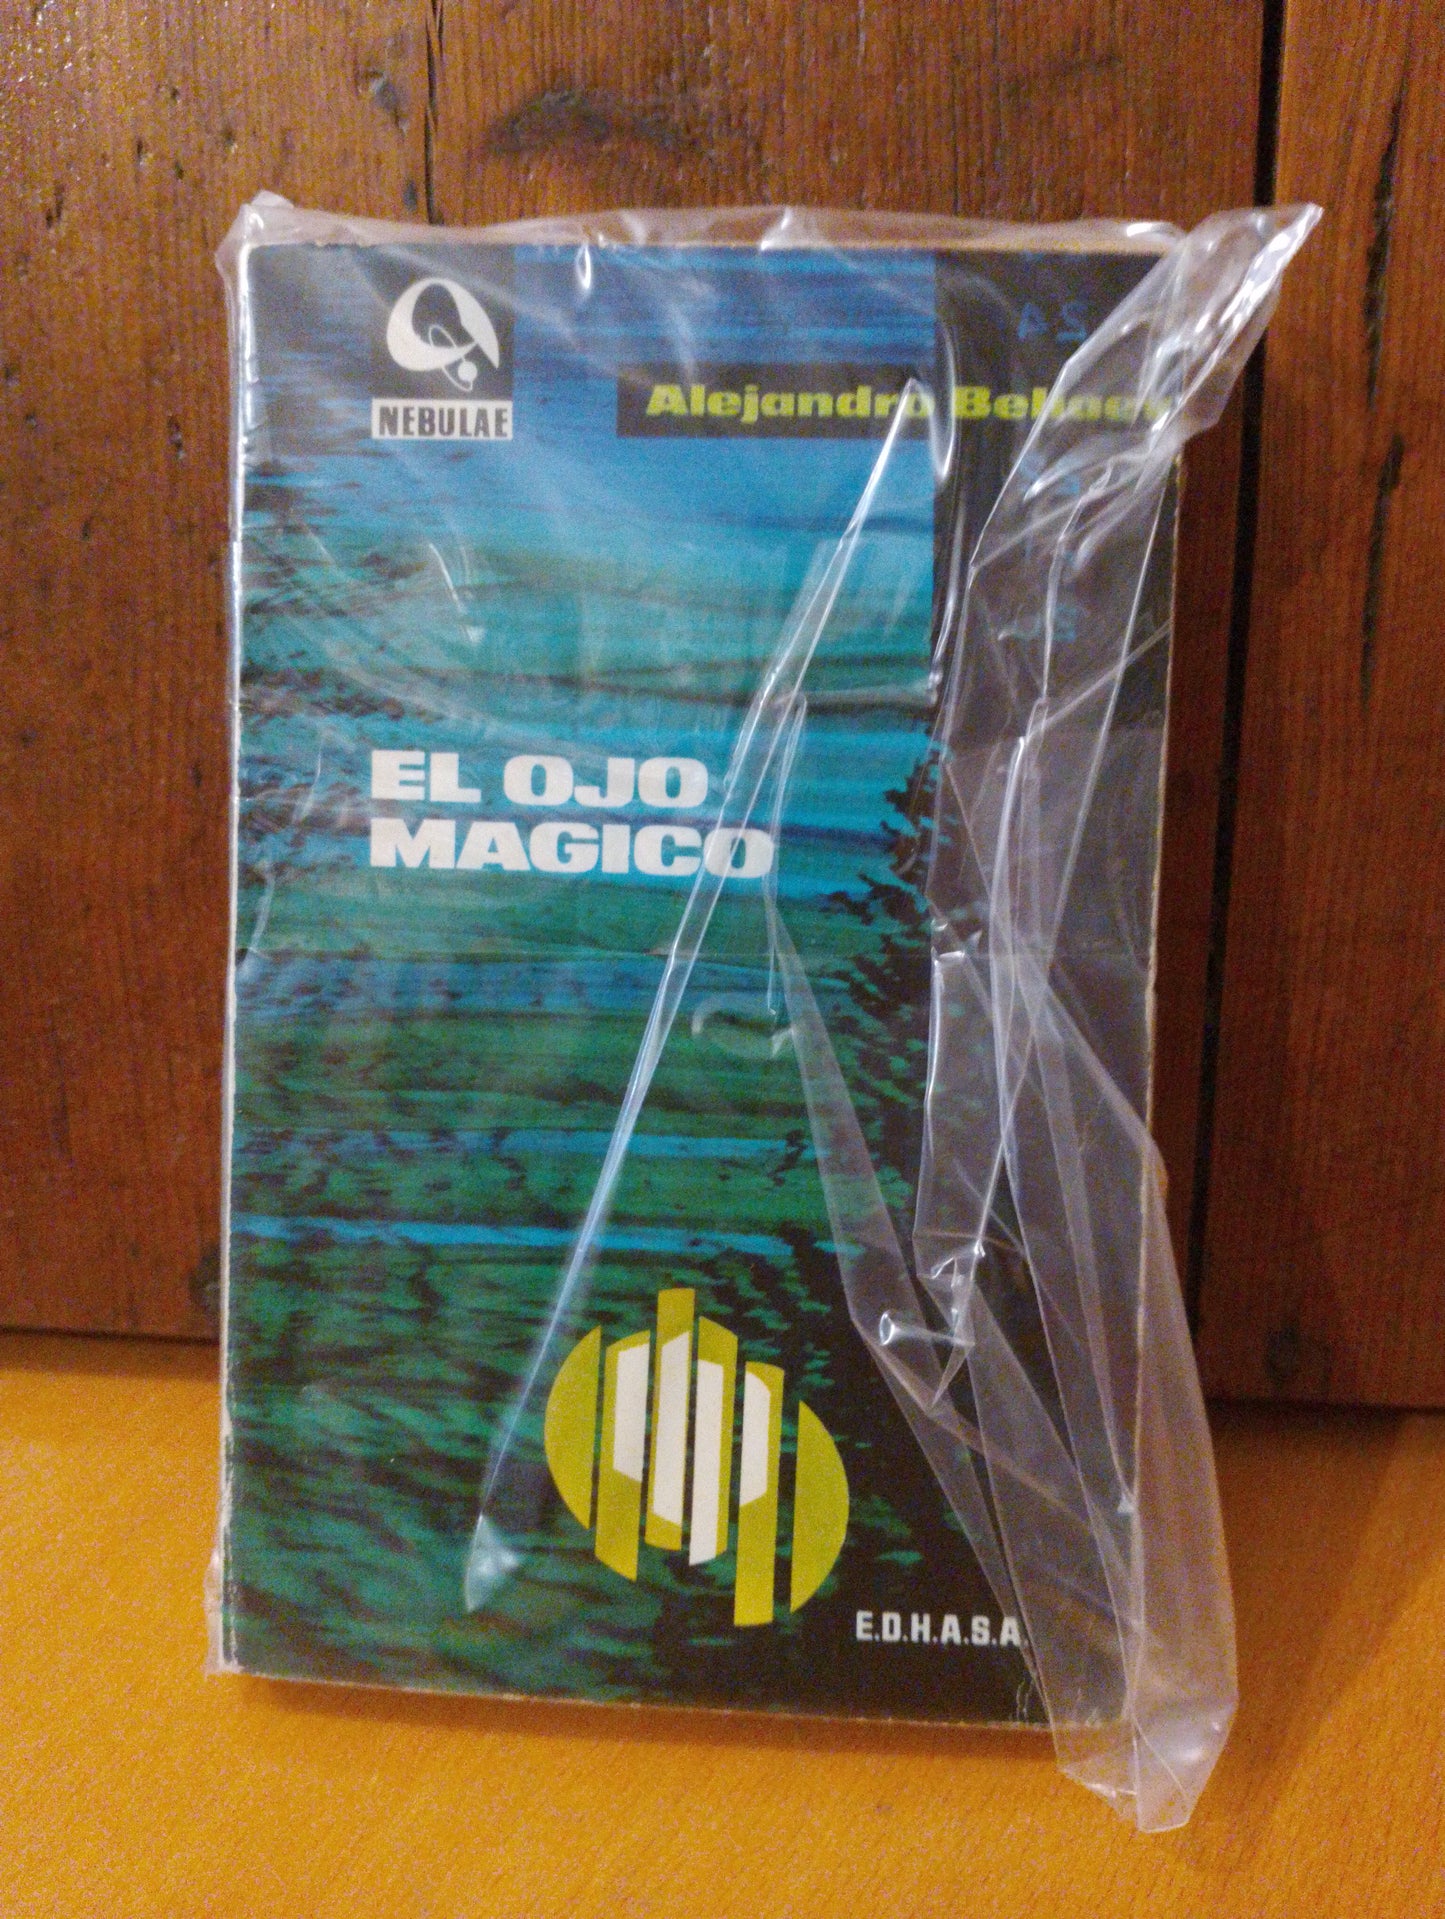 NEBULAE
Alejandro
EL OJO
MAGICO
E.D.H.A.S.A.